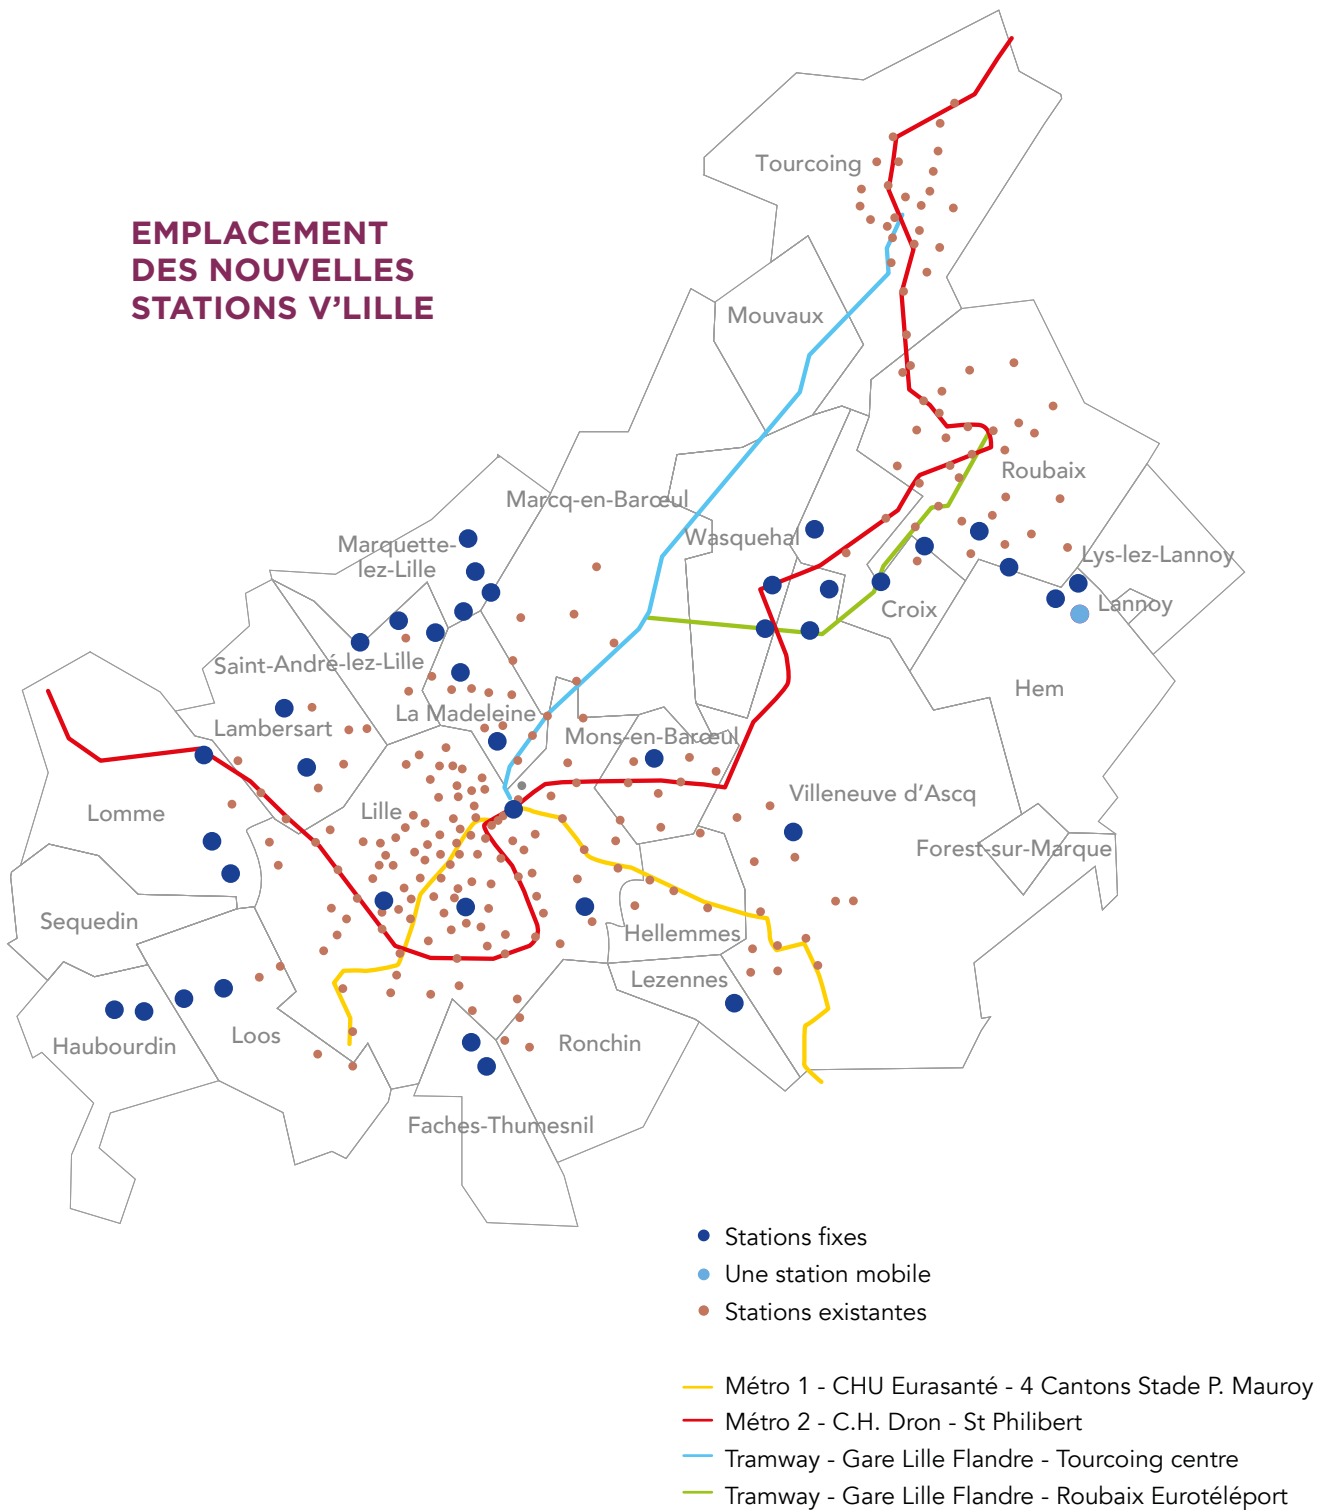 EMPLACEMENT
DES NOUVELLES
STATIONS V'LILLE
Tourcoing
Mouvaux
Roubaix
Marcq-en-Barœul
Wasquehal
Marquette-
lez-Lille
Lys-lez-Lannoy
Lannoy
Croix
Saint-André-lez-Lille
Hem
La Madeleine
Lambersart
Mons-en-Barœul
Villeneuve d'Ascq
Lomme
Lille
Forest-sur-Marque
Sequedin
Hellemmes
Lezennes
Loos
Haubourdin
Ronchin
Faches-Thumesnil
Stations fixes
Une station mobile
Stations existantes
Métro 1 - CHU Eurasanté - 4 Cantons Stade P. Mauroy
Métro 2 - C.H. Dron - St Philibert
Tramway - Gare Lille Flandre - Tourcoing centre
Tramway - Gare Lille Flandre - Roubaix Eurotéléport